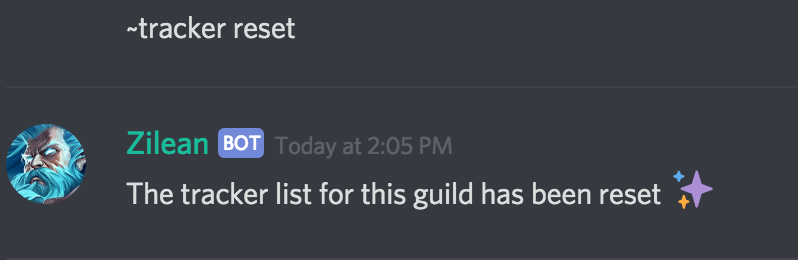 ~tracker reset
Zilean BOT Today at 2:05 PM
The tracker list for this guild has been reset ✨